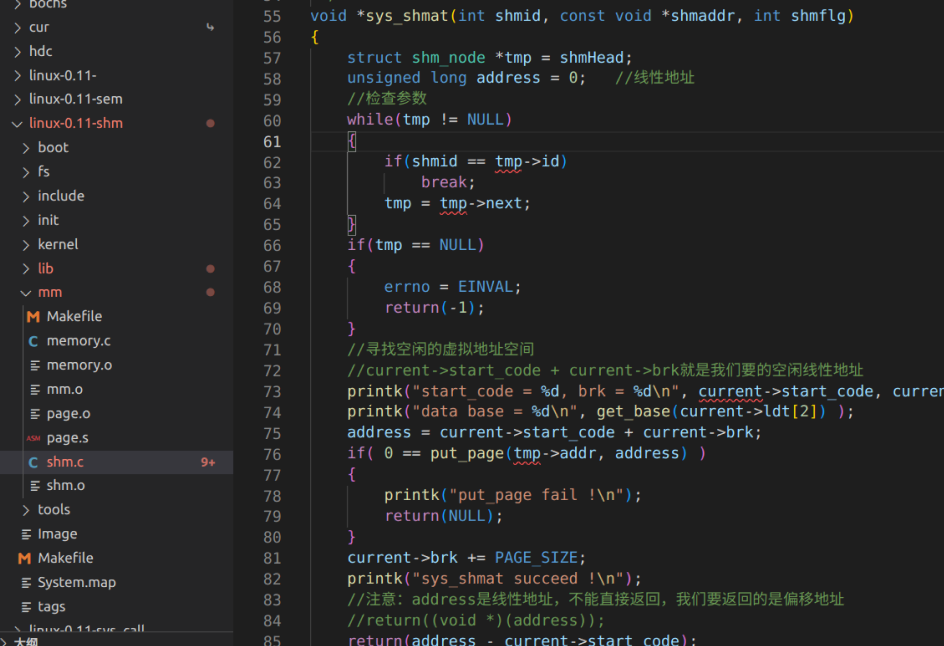 bochs
cur
hdc
linux-0.11-
linux-0.11-sem
linux-0.11-shm
boot
fs
include
init
kernel
lib
mm
M Makefile
C memory.c
memory.o
mm.o
page.o
ASM page.s
C shm.c 9+
shm.o
tools
Image
M Makefile
System.map
tags
linux-0.11-sys_call
大纲
55 void *sys_shmat(int shmid, const void *shmaddr, int shmflg)
56 {
57 struct shm_node *tmp = shmHead;
58 unsigned long address = 0; //线性地址
59 //检查参数
60 while(tmp != NULL)
61 {
62 if(shmid == tmp->id)
63 break;
64 tmp = tmp->next;
65 }
66 if(tmp == NULL)
67 {
68 errno = EINVAL;
69 return(-1);
70 }
71 //寻找空闲的虚拟地址空间
72 //current->start_code + current->brk就是我们要的空闲线性地址
73 printk("start_code = %d, brk = %d\n", current->start_code, curren
74 printk("data base = %d\n", get_base(current->ldt[2]) );
75 address = current->start_code + current->brk;
76 if( 0 == put_page(tmp->addr, address) )
77 {
78 printk("put_page fail !\n");
79 return(NULL);
80 }
81 current->brk += PAGE_SIZE;
82 printk("sys_shmat succeed !\n");
83 //注意：address是线性地址，不能直接返回，我们要返回的是偏移地址
84 //return((void *)(address));
85 return(address - current->start_code);